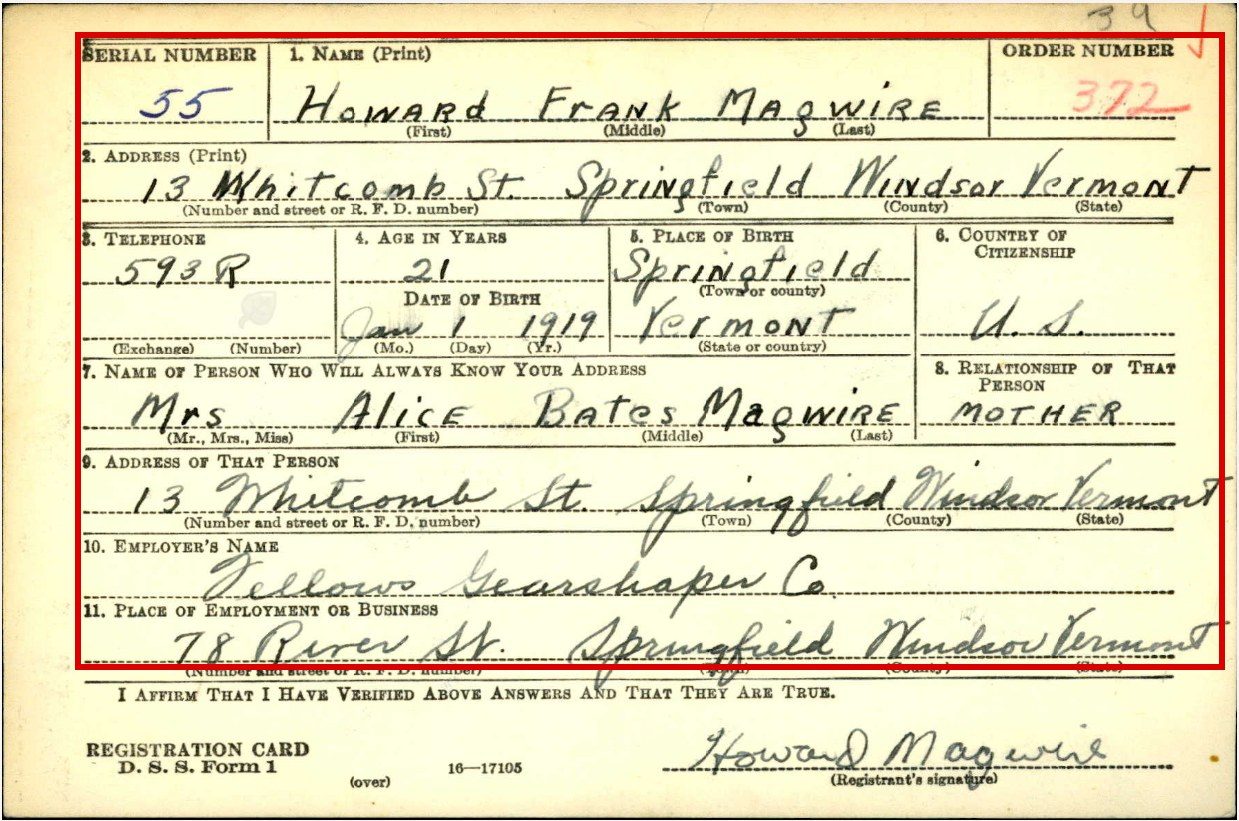 34
SERIAL NUMBER 1. NAME (Print) ORDER NUMBER
55 HOWARd FRANK MAgWIRE 372
(First) (Middle) (Last)
2. ADDRESS (Print)
13 Whitcomb St. Springfield Windsor Vermont
(Number and street or R. F. D. number) (Town) (County) (State)
3. TELEPHONE 4. AGE IN YEARS 5. PLACE OF BIRTH 6. COUNTRY OF CITIZENSHIP
593 R 21 Springfield
DATE OF BIRTH (Town or county)
Jan 1 1919 Vermont U. S.
(Exchange) (Number) (Mo.) (Day) (Yr.) (State or country)
7. NAME OF PERSON WHO WILL ALWAYS KNOW YOUR ADDRESS 8. RELATIONSHIP OF THAT PERSON
Mrs Alice Bates MagWIRE MOTHER
(Mr., Mrs., Miss) (First) (Middle) (Last)
9. ADDRESS OF THAT PERSON
13 Whitcomb St. Springfield Windsor Vermont
(Number and street or R. F. D. number) (Town) (County) (State)
10. EMPLOYER'S NAME
Fellows Gearshaper Co.
11. PLACE OF EMPLOYMENT OR BUSINESS
78 River St. Springfield Windsor Vermont
(Number and street or R. F. D. number) (Town) (County) (State)
I AFFIRM THAT I HAVE VERIFIED ABOVE ANSWERS AND THAT THEY ARE TRUE.
REGISTRATION CARD Howard Magwire
D. S. S. Form 1 (over) 16—17105 (Registrant's signature)